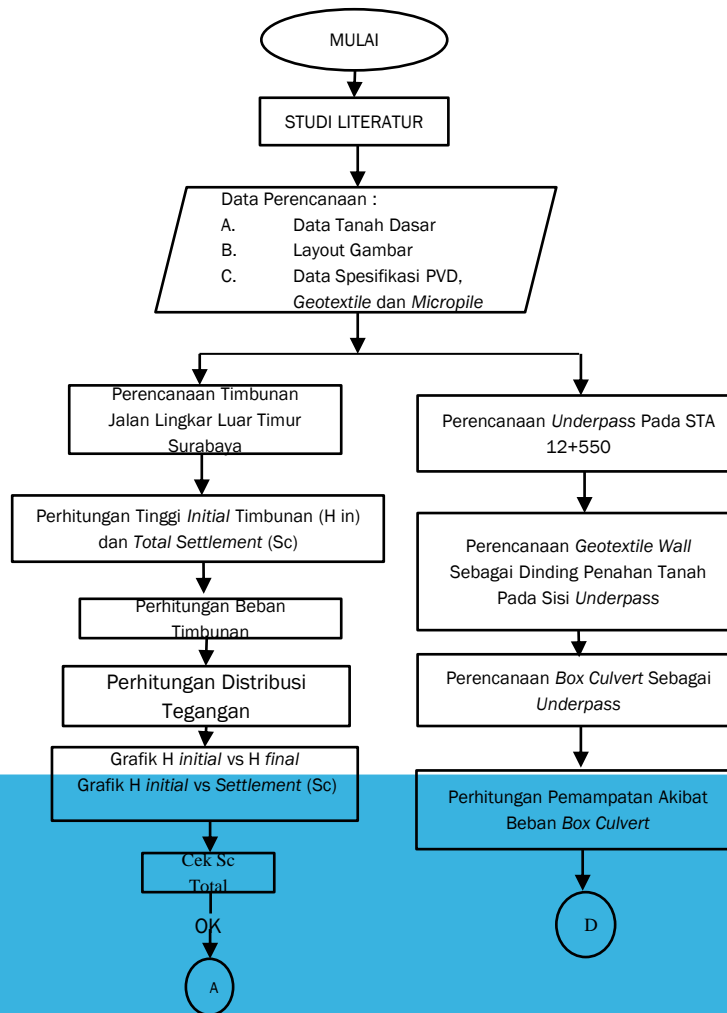 MULAI
STUDI LITERATUR
Data Perencanaan :
A. Data Tanah Dasar
B. Layout Gambar
C. Data Spesifikasi PVD,
Geotextile dan Micropile
Perencanaan Timbunan
Jalan Lingkar Luar Timur
Surabaya
Perhitungan Tinggi Initial Timbunan (H in)
dan Total Settlement (Sc)
Perhitungan Beban
Timbunan
Perhitungan Distribusi
Tegangan
Grafik H initial vs H final
Grafik H initial vs Settlement (Sc)
Cek Sc
Total
OK
A
Perencanaan Underpass Pada STA
12+550
Perencanaan Geotextile Wall
Sebagai Dinding Penahan Tanah
Pada Sisi Underpass
Perencanaan Box Culvert Sebagai
Underpass
Perhitungan Pemampatan Akibat
Beban Box Culvert
D